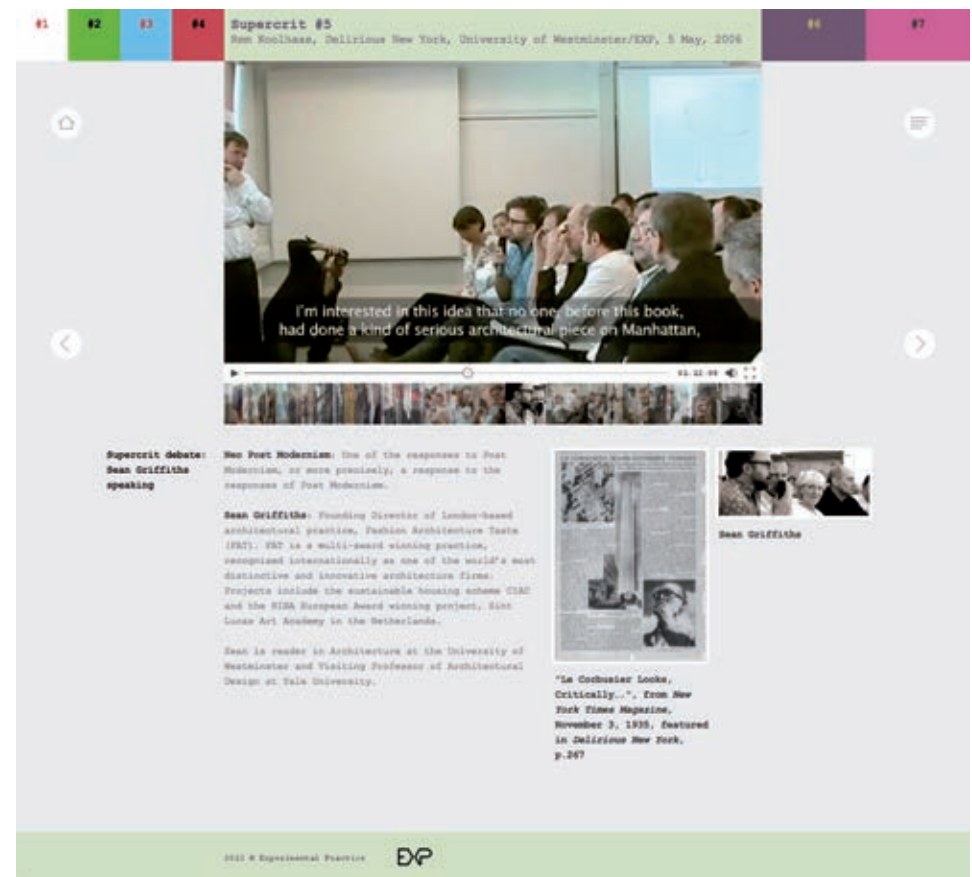 #1
#2
#3
#4
Supercrit #5
Rem Koolhaas, Delirious New York, University of Westminster/EXP, 5 May, 2006
#6
#7
I'm interested in this idea that no one, before this book,
had done a kind of serious architectural piece on Manhattan,
Supercrit debate:
Sean Griffiths
speaking
Neo Post Modernism: One of the responses to Post
Modernism, or more precisely, a response to the
responses of Post Modernism.
Sean Griffiths: Founding Director of London-based
architectural practice, Fashion Architecture Taste
(FAT). FAT is a multi-award winning practice,
recognised internationally as one of the world's most
distinctive and innovative architecture firms.
Projects include the sustainable housing scheme CIAC
and the RIBA European Award winning project, Sint
Lucas Art Academy in the Netherlands.
Sean is reader in Architecture at the University of
Westminster and Visiting Professor of Architectural
Design at Yale University.
"Le Corbusier Looks,
Critically…", from New
York Times Magazine,
November 3, 1935, featured
in Delirious New York,
p.267
Sean Griffiths
© Experimental Practice
EXP